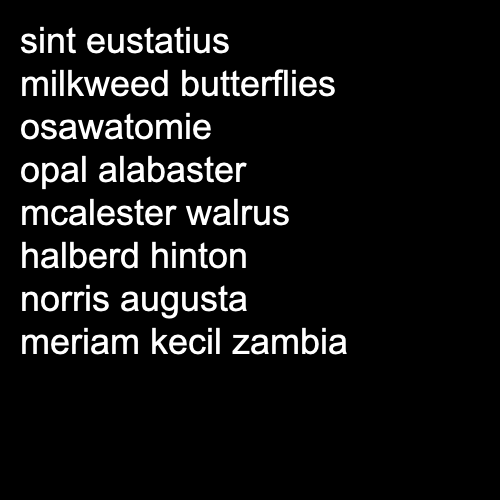 sint eustatius
milkweed butterflies
osawatomie
opal alabaster
mcalester walrus
halberd hinton
norris augusta
meriam kecil zambia